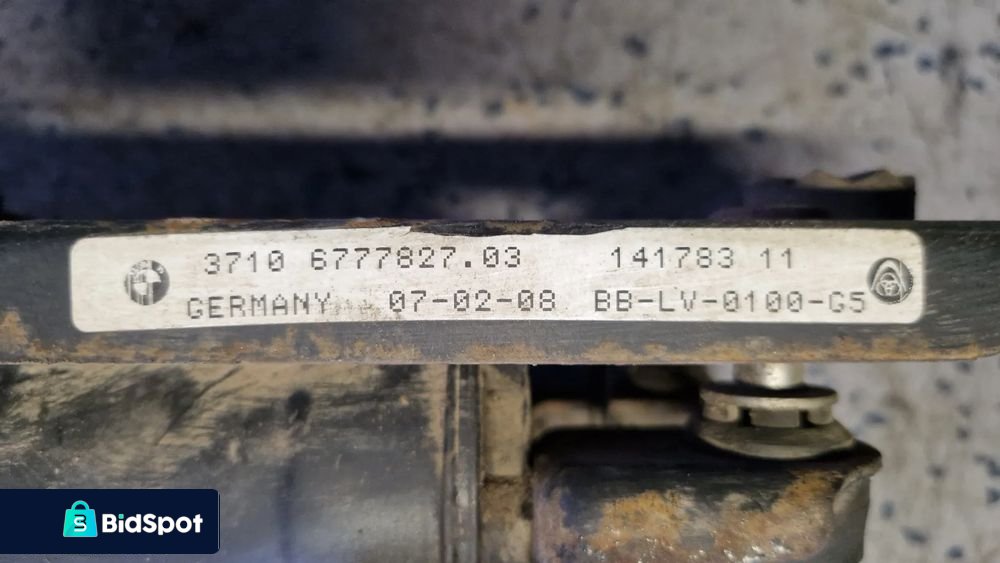 3710 6777827.03 141783 11
GERMANY 07-02-08 BB-LV-0100-G5
BidSpot